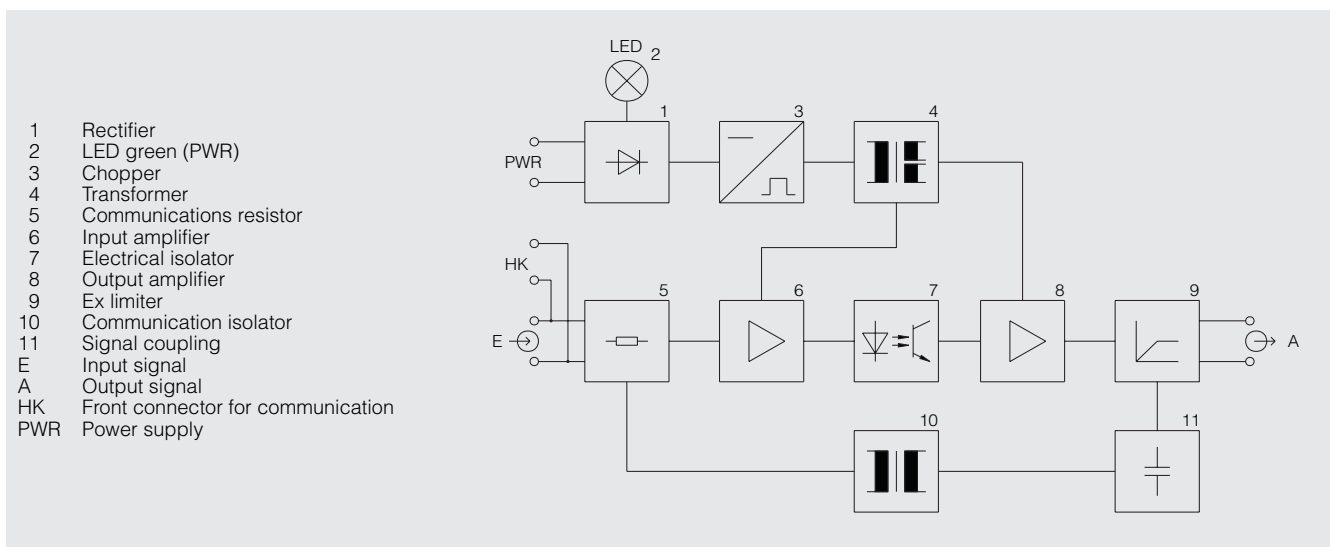 1 Rectifier
2 LED green (PWR)
3 Chopper
4 Transformer
5 Communications resistor
6 Input amplifier
7 Electrical isolator
8 Output amplifier
9 Ex limiter
10 Communication isolator
11 Signal coupling
E Input signal
A Output signal
HK Front connector for communication
PWR Power supply
LED 2
1 3 4
PWR
HK
5 6 7 8 9
E A
10 11